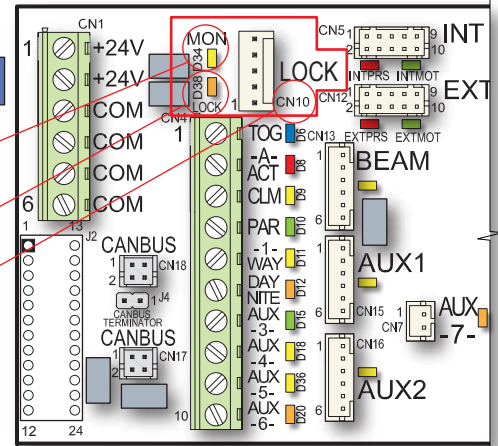 CN1
1 +24V
+24V
COM
COM
COM
6 COM
MON
D34
D38
LOCK
LOCK
1
CN10
CN4
1 TOG D6
-A-
ACT D8
CLM D9
PAR D10
-1-
WAY D11
DAY
NITE D12
AUX
-3- D15
AUX
-4- D18
AUX
-5- D36
10 AUX
-6- D20
CN5 1 9 INT
2 10
INTPRS INTMOT
CN12 1 9 EXT
2 10
EXTPRS EXTMOT
CN13
1 BEAM
6
1 AUX1
6 CN15
CN16
1
AUX2
6
1 AUX
CN7 2 -7-
1 13
J2
12 24
CANBUS
1
2 CN18
1 J4
CANBUS
TERMINATOR
CANBUS
1
2 CN17